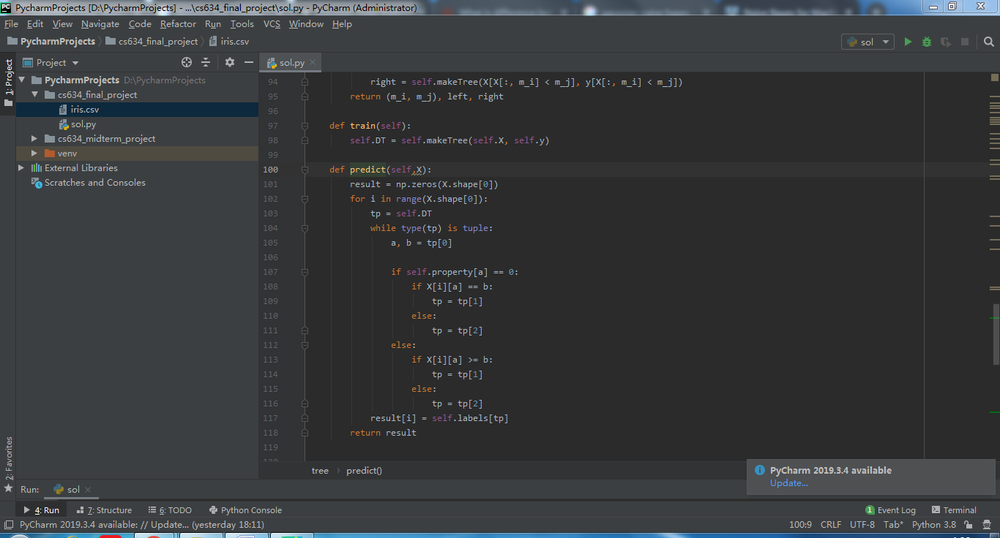 PycharmProjects [D:\PycharmProjects] - ...\cs634_final_project\sol.py - PyCharm (Administrator)
File Edit View Navigate Code Refactor Run Tools VCS Window Help
PycharmProjects cs634_final_project iris.csv
sol
1: Project
2: Favorites
Project
PycharmProjects D:\PycharmProjects
cs634_final_project
iris.csv
sol.py
cs634_midterm_project
venv
External Libraries
Scratches and Consoles
sol.py
94 right = self.makeTree(X[X[:, m_i] < m_j], y[X[:, m_i] < m_j])
95 return (m_i, m_j), left, right
96
97 def train(self):
98 self.DT = self.makeTree(self.X, self.y)
99
100 def predict(self,X):
101 result = np.zeros(X.shape[0])
102 for i in range(X.shape[0]):
103 tp = self.DT
104 while type(tp) is tuple:
105 a, b = tp[0]
106
107 if self.property[a] == 0:
108 if X[i][a] == b:
109 tp = tp[1]
110 else:
111 tp = tp[2]
112 else:
113 if X[i][a] >= b:
114 tp = tp[1]
115 else:
116 tp = tp[2]
117 result[i] = self.labels[tp]
118 return result
119
tree predict()
PyCharm 2019.3.4 available
Update...
Run: sol
4: Run 7: Structure 6: TODO Python Console 1 Event Log Terminal
PyCharm 2019.3.4 available: // Update... (yesterday 18:11) 100:9 CRLF UTF-8 Tab* Python 3.8